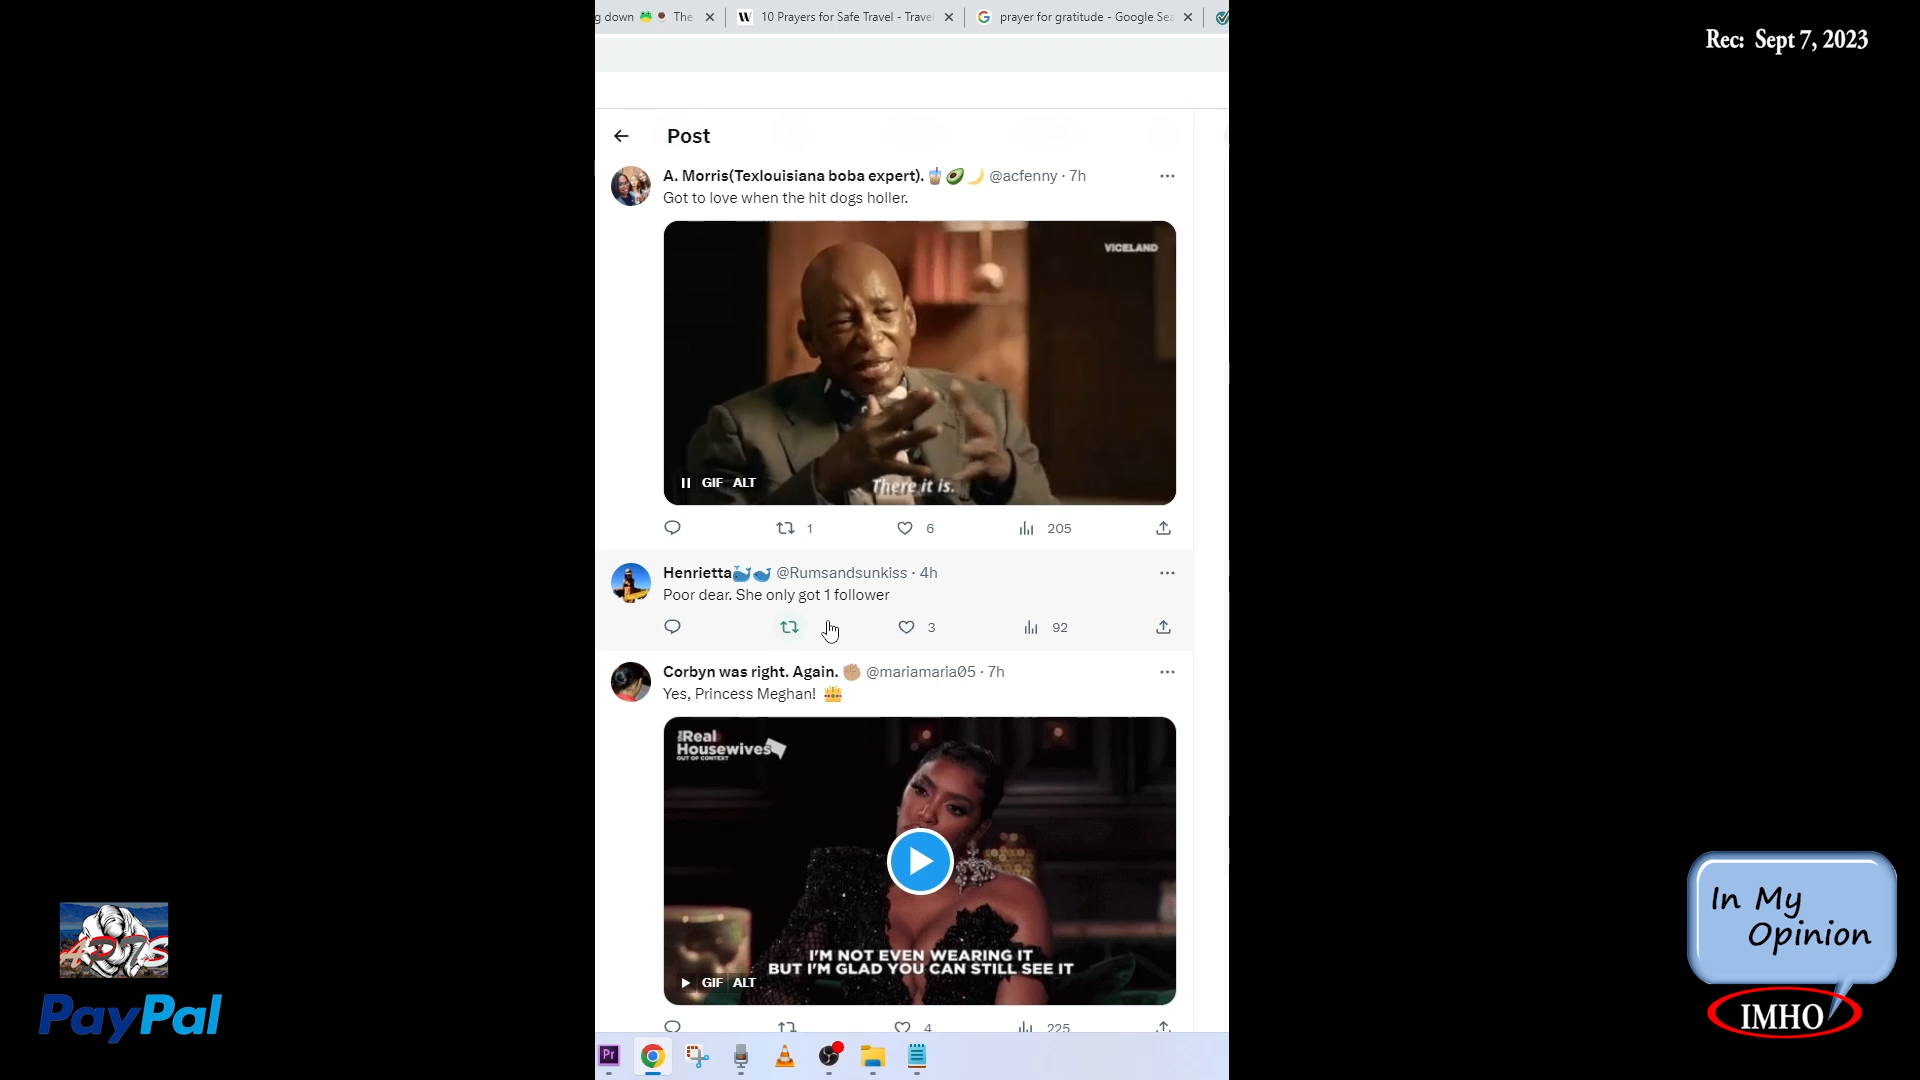 g down 🐸 The
10 Prayers for Safe Travel - Travel
prayer for gratitude - Google Sea
Rec: Sept 7, 2023
Post
A. Morris(Texlouisiana boba expert).🧋🥑🌙 @acfenny · 7h
Got to love when the hit dogs holler.
VICELAND
There it is.
GIF ALT
1
6
205
Henrietta🐳🐋 @Rumsandsunkiss · 4h
Poor dear. She only got 1 follower
3
92
Corbyn was right. Again. ✊🏽 @mariamaria05 · 7h
Yes, Princess Meghan! 👑
Real
Housewives
OUT OF CONTEXT
I'M NOT EVEN WEARING IT
BUT I'M GLAD YOU CAN STILL SEE IT
GIF ALT
4
225
Pr
PayPal
In My
Opinion
IMHO